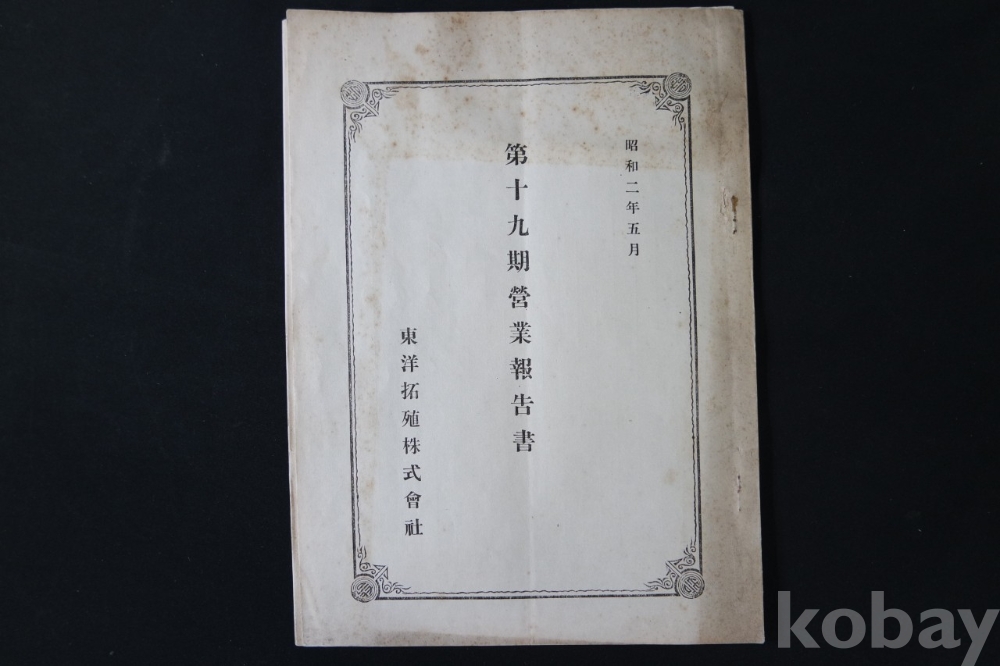 昭和二年五月
第十九期營業報告書
東洋拓殖株式會社
kobay